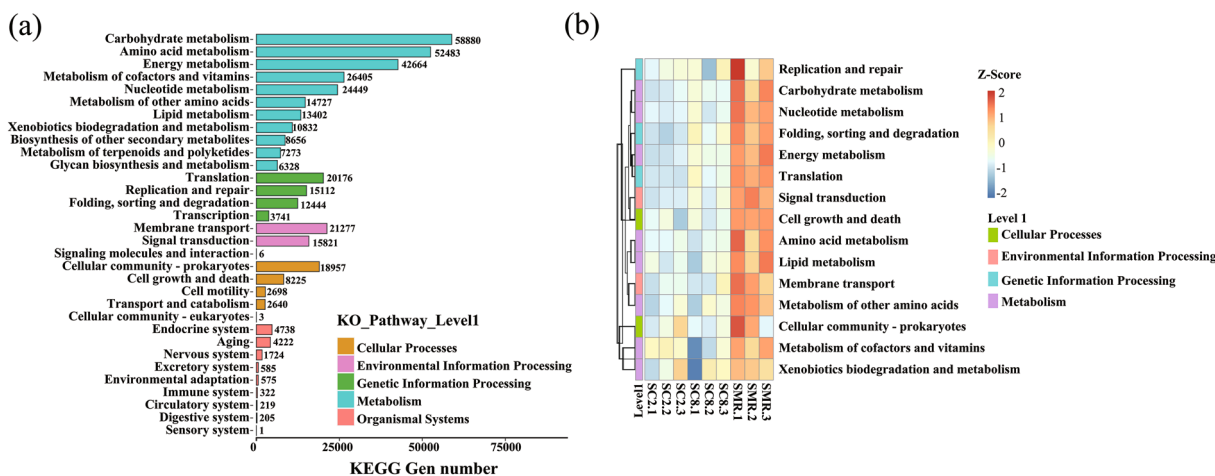 (a)
Carbohydrate metabolism- 58880
Amino acid metabolism- 52483
Energy metabolism- 42664
Metabolism of cofactors and vitamins- 26405
Nucleotide metabolism- 24449
Metabolism of other amino acids- 14727
Lipid metabolism- 13402
Xenobiotics biodegradation and metabolism- 10832
Biosynthesis of other secondary metabolites- 8656
Metabolism of terpenoids and polyketides- 7273
Glycan biosynthesis and metabolism- 6328
Translation- 20176
Replication and repair- 15112
Folding, sorting and degradation- 12444
Transcription- 3741
Membrane transport- 21277
Signal transduction- 15821
Signaling molecules and interaction- 6
Cellular community - prokaryotes- 18957
Cell growth and death- 8225
Cell motility- 2698
Transport and catabolism- 2640
Cellular community - eukaryotes- 3
Endocrine system- 4738
Aging- 4222
Nervous system- 1724
Excretory system- 585
Environmental adaptation- 575
Immune system- 322
Circulatory system- 219
Digestive system- 205
Sensory system- 1
0 25000 50000 75000
KEGG Gen number
KO_Pathway_Level1
Cellular Processes
Environmental Information Processing
Genetic Information Processing
Metabolism
Organismal Systems
(b)
Replication and repair
Carbohydrate metabolism
Nucleotide metabolism
Folding, sorting and degradation
Energy metabolism
Translation
Signal transduction
Cell growth and death
Amino acid metabolism
Lipid metabolism
Membrane transport
Metabolism of other amino acids
Cellular community - prokaryotes
Metabolism of cofactors and vitamins
Xenobiotics biodegradation and metabolism
Level1 SC2.1 SC2.2 SC2.3 SC8.1 SC8.2 SC8.3 SMR.1 SMR.2 SMR.3
Z-Score
2
1
0
-1
-2
Level 1
Cellular Processes
Environmental Information Processing
Genetic Information Processing
Metabolism